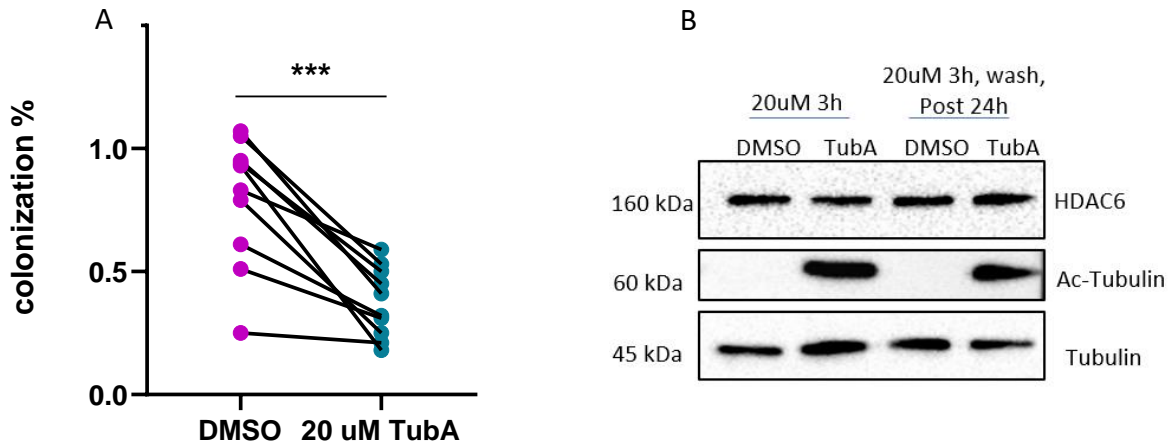 A
colonization %
1.0
0.5
0.0
***
DMSO 20 uM TubA
B
20uM 3h
20uM 3h, wash,
Post 24h
DMSO TubA DMSO TubA
160 kDa HDAC6
60 kDa Ac-Tubulin
45 kDa Tubulin